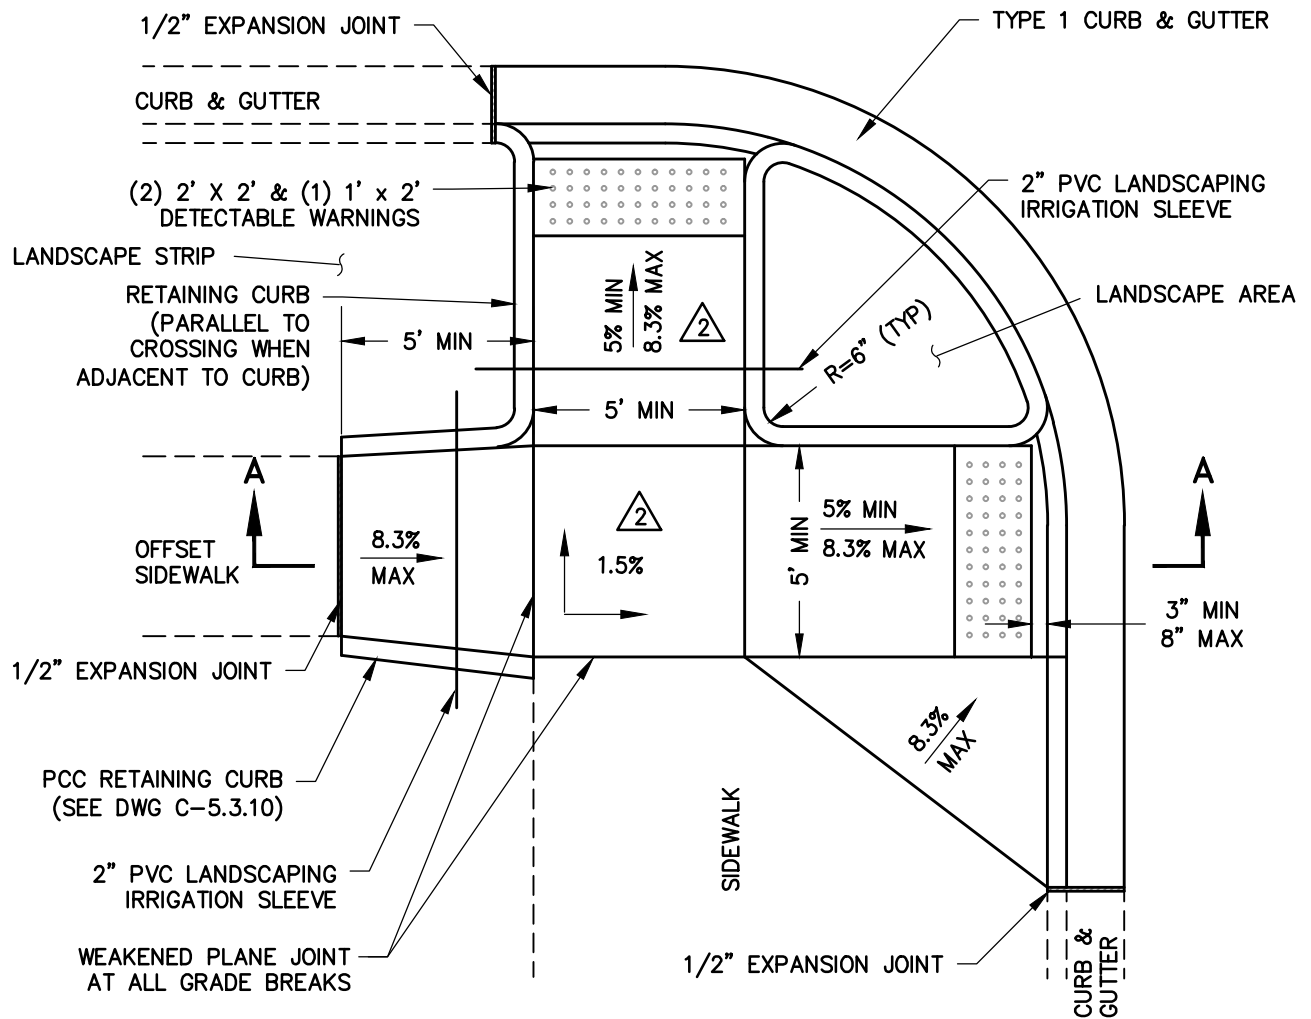 1/2" EXPANSION JOINT
TYPE 1 CURB & GUTTER
CURB & GUTTER
(2) 2' X 2' & (1) 1' x 2'
DETECTABLE WARNINGS
2" PVC LANDSCAPING
IRRIGATION SLEEVE
LANDSCAPE STRIP
RETAINING CURB
(PARALLEL TO
CROSSING WHEN
ADJACENT TO CURB)
5' MIN
5% MIN
8.3% MAX
2
R=6" (TYP)
LANDSCAPE AREA
5' MIN
A
A
OFFSET
SIDEWALK
8.3%
MAX
2
1.5%
5' MIN
5% MIN
8.3% MAX
3" MIN
8" MAX
1/2" EXPANSION JOINT
8.3%
MAX
PCC RETAINING CURB
(SEE DWG C-5.3.10)
SIDEWALK
2" PVC LANDSCAPING
IRRIGATION SLEEVE
WEAKENED PLANE JOINT
AT ALL GRADE BREAKS
1/2" EXPANSION JOINT
CURB &
GUTTER